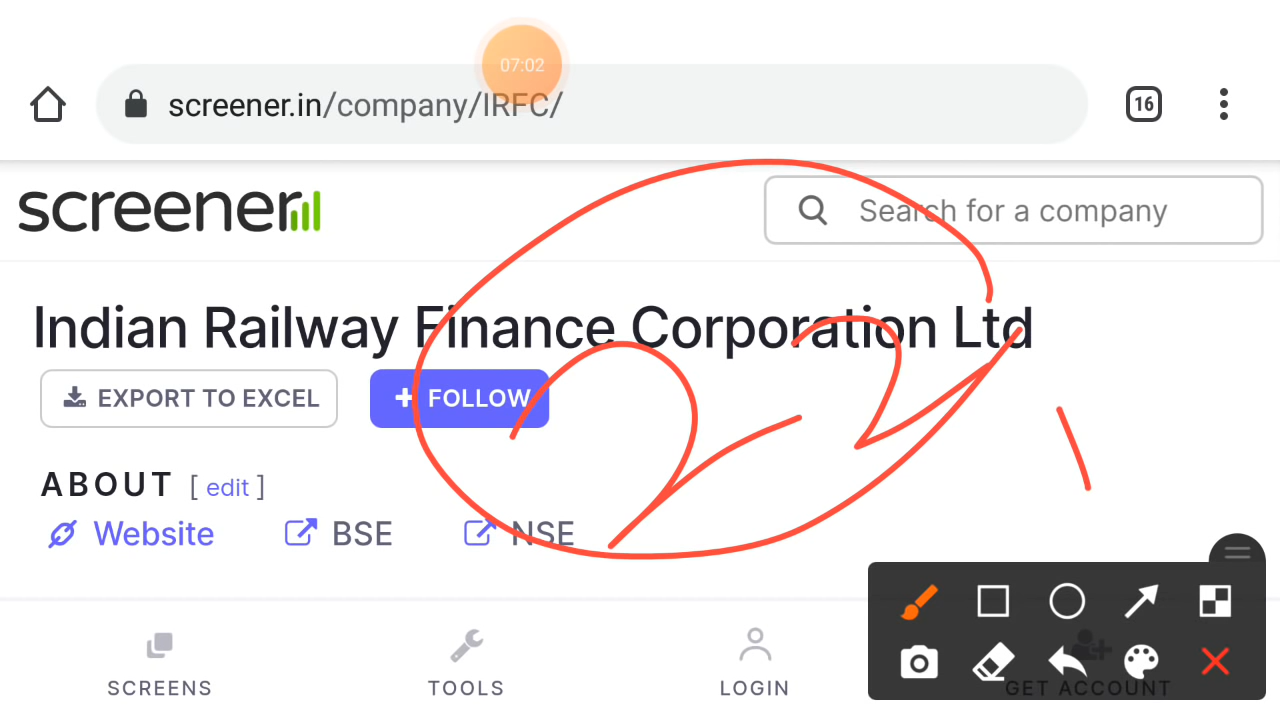 07:02
screener.in/company/IRFC/
16
screener
Search for a company
Indian Railway Finance Corporation Ltd
EXPORT TO EXCEL
+ FOLLOW
ABOUT [ edit ]
Website BSE NSE
22
SCREENS TOOLS LOGIN GET ACCOUNT